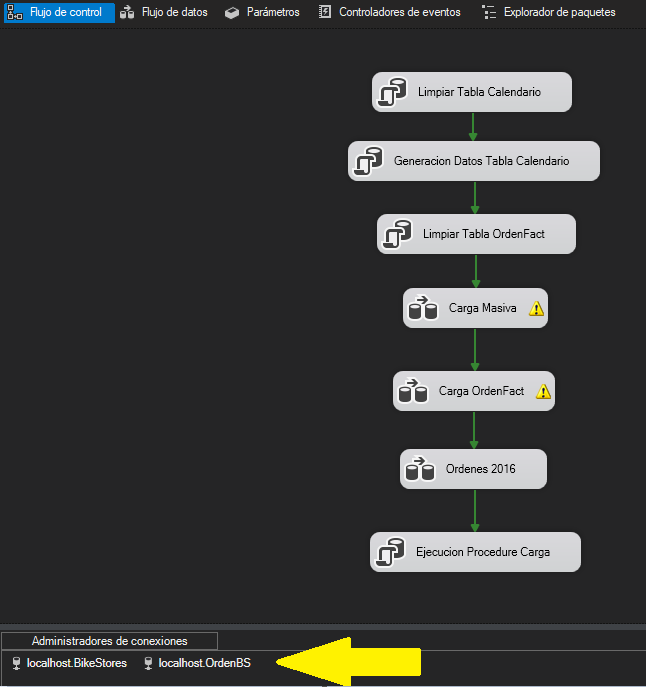 Flujo de control Flujo de datos Parámetros Controladores de eventos Explorador de paquetes
Limpiar Tabla Calendario
Generacion Datos Tabla Calendario
Limpiar Tabla OrdenFact
Carga Masiva
Carga OrdenFact
Ordenes 2016
Ejecucion Procedure Carga
Administradores de conexiones
localhost.BikeStores localhost.OrdenBS